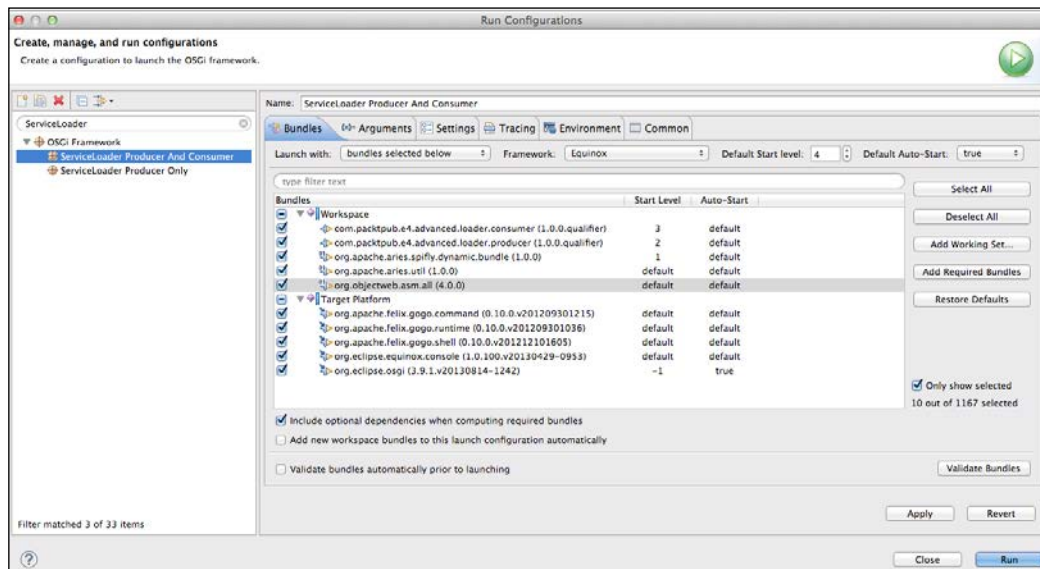 Run Configurations
Create, manage, and run configurations
Create a configuration to launch the OSGi framework.
Name: ServiceLoader Producer And Consumer
ServiceLoader
Bundles Arguments Settings Tracing Environment Common
OSGi Framework
ServiceLoader Producer And Consumer
ServiceLoader Producer Only
Launch with: bundles selected below Framework: Equinox Default Start level: 4 Default Auto-Start: true
type filter text
Select All
Bundles Start Level Auto-Start
Workspace
Deselect All
com.packtpub.e4.advanced.loader.consumer (1.0.0.qualifier) 3 default
com.packtpub.e4.advanced.loader.producer (1.0.0.qualifier) 2 default
Add Working Set...
org.apache.aries.spifly.dynamic.bundle (1.0.0) 1 default
org.apache.aries.util (1.0.0) default default
Add Required Bundles
org.objectweb.asm.all (4.0.0) default default
Target Platform
Restore Defaults
org.apache.felix.gogo.command (0.10.0.v201209301215) default default
org.apache.felix.gogo.runtime (0.10.0.v201209301036) default default
org.apache.felix.gogo.shell (0.10.0.v201212101605) default default
org.eclipse.equinox.console (1.0.100.v20130429-0953) default default
org.eclipse.osgi (3.9.1.v20130814-1242) -1 true
Only show selected
10 out of 1167 selected
Include optional dependencies when computing required bundles
Add new workspace bundles to this launch configuration automatically
Validate bundles automatically prior to launching
Validate Bundles
Apply Revert
Filter matched 3 of 33 items
Close Run